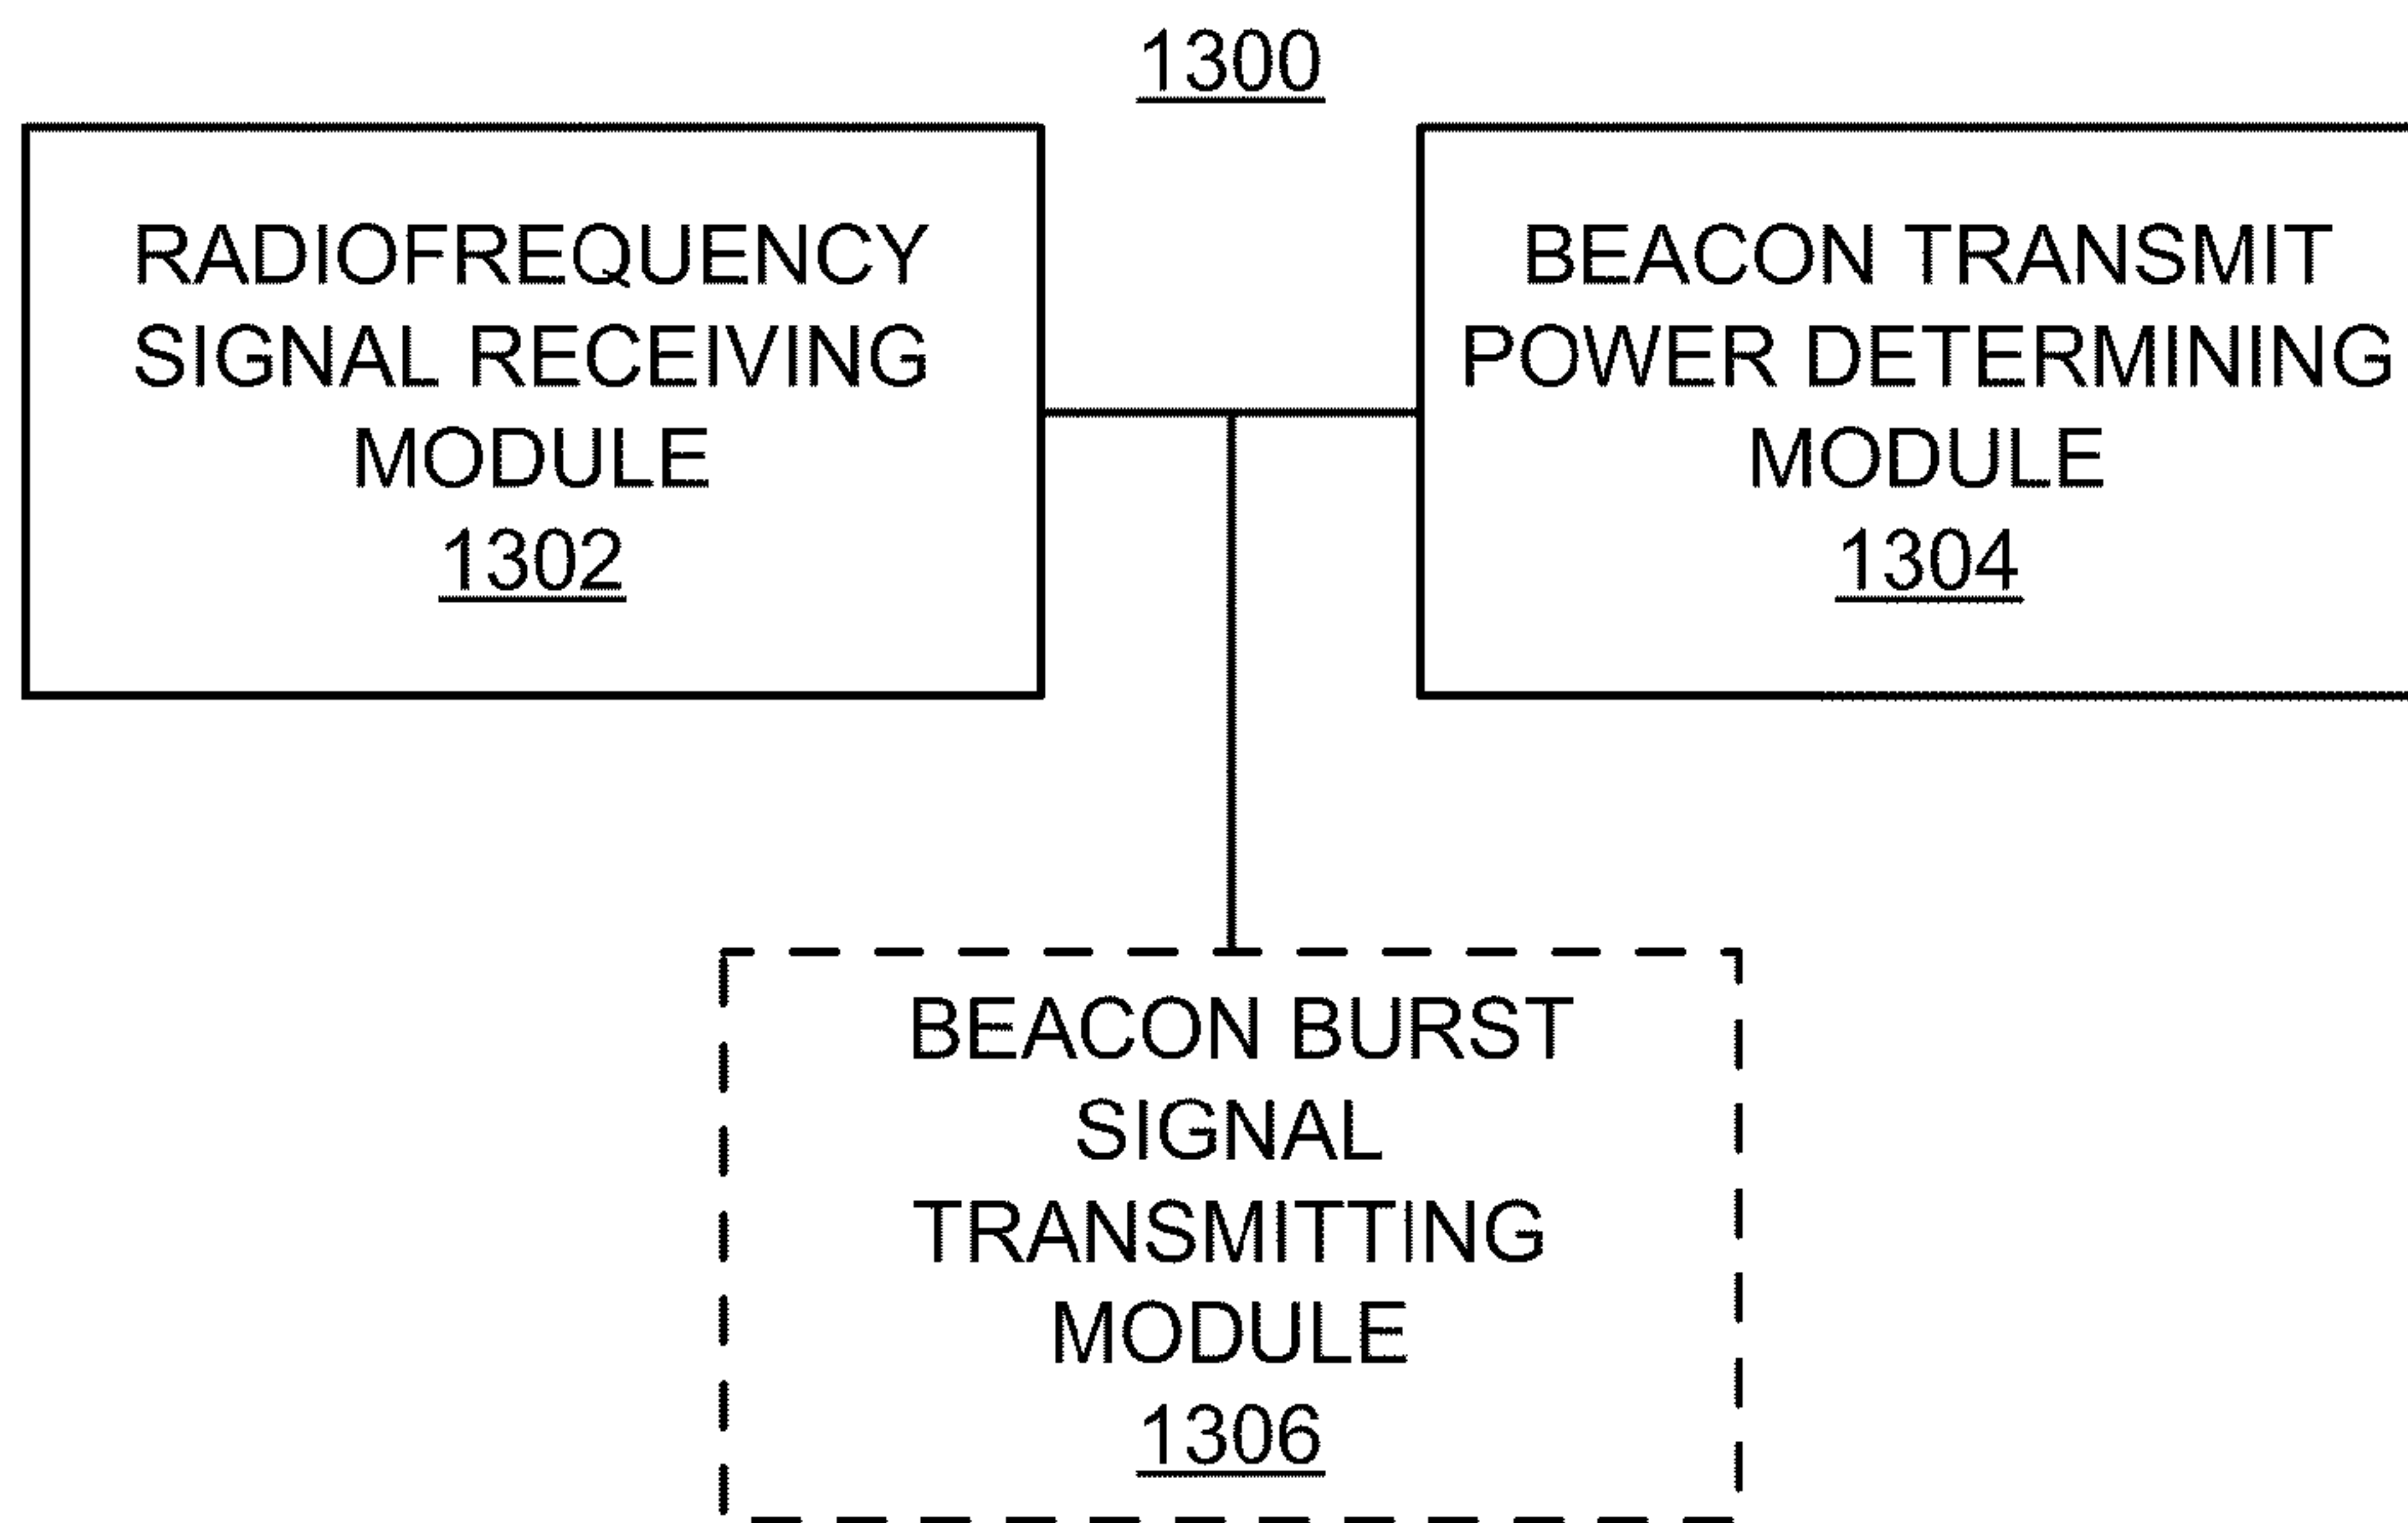 1300
RADIOFREQUENCY
SIGNAL RECEIVING
MODULE
1302
BEACON TRANSMIT
POWER DETERMINING
MODULE
1304
BEACON BURST
SIGNAL
TRANSMITTING
MODULE
1306